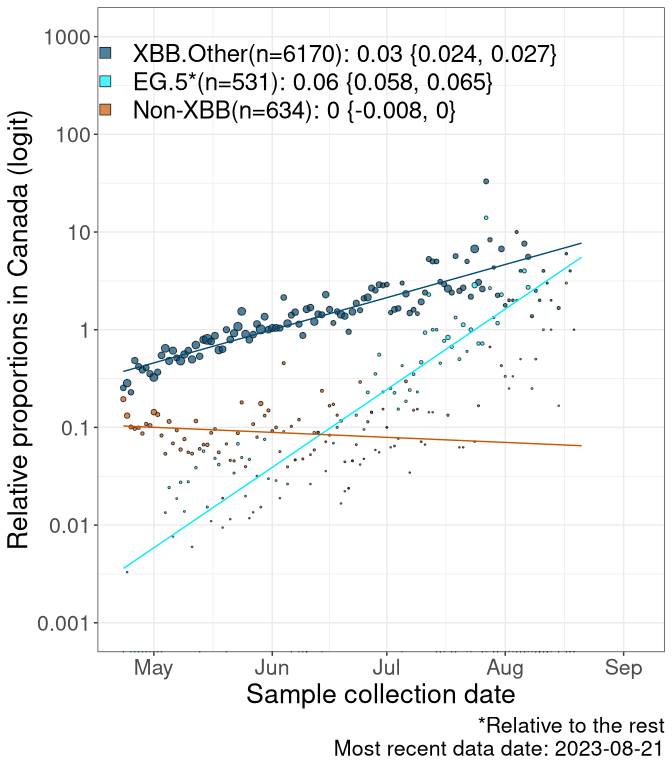 XBB.Other(n=6170): 0.03 {0.024, 0.027}
EG.5*(n=531): 0.06 {0.058, 0.065}
Non-XBB(n=634): 0 {-0.008, 0}
Relative proportions in Canada (logit)
1000
100
10
1
0.1
0.01
0.001
May Jun Jul Aug Sep
Sample collection date
*Relative to the rest
Most recent data date: 2023-08-21